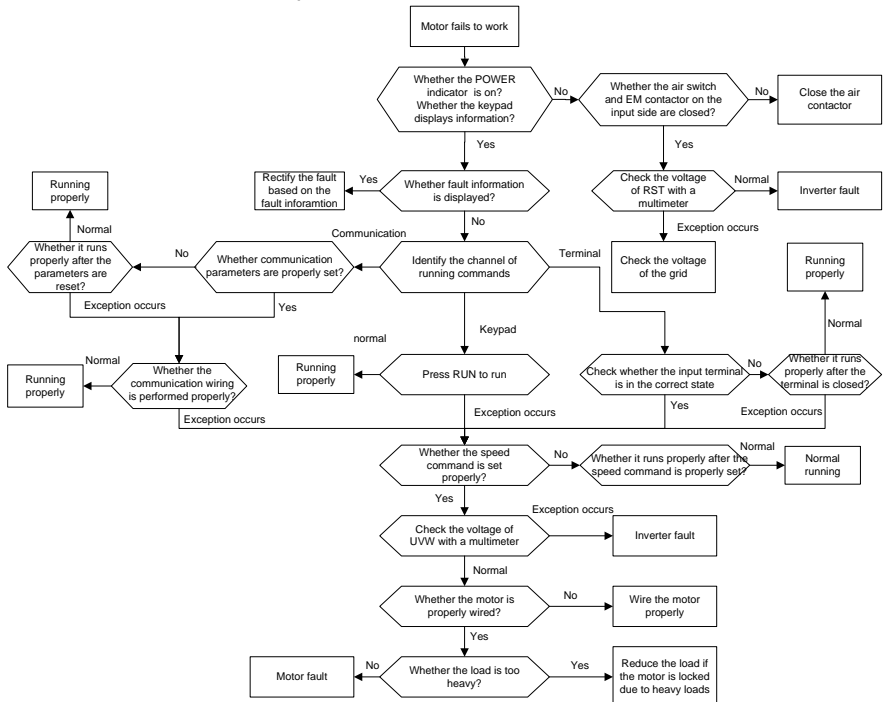 Motor fails to work
Whether the POWER
indicator is on?
Whether the keypad
displays information?
No
Whether the air switch
and EM contactor on the
input side are closed?
No
Close the air
contactor
Yes
Yes
Rectify the fault
based on the
fault inforamtion
Yes
Whether fault information
is displayed?
Check the voltage
of RST with a
multimeter
Normal
Inverter fault
Running
properly
Normal
No
Exception occurs
Communication
Whether it runs
properly after the
parameters are
reset?
No
Whether communication
parameters are properly set?
Identify the channel of
running commands
Terminal
Check the voltage
of the grid
Running
properly
Exception occurs
Yes
Keypad
normal
Normal
Running
properly
Normal
Whether the
communication wiring
is performed properly?
Running
properly
Press RUN to run
Check whether the input terminal
is in the correct state
No
Whether it runs
properly after the
terminal is closed?
Exception occurs
Exception occurs
Yes
Exception occurs
Whether the speed
command is set
properly?
No
Whether it runs properly after the
speed command is properly set?
Normal
Normal
running
Yes
Check the voltage of
UVW with a multimeter
Exception occurs
Inverter fault
Normal
Whether the motor is
properly wired?
No
Wire the motor
properly
Yes
Motor fault
No
Whether the load is too
heavy?
Yes
Reduce the load if
the motor is locked
due to heavy loads